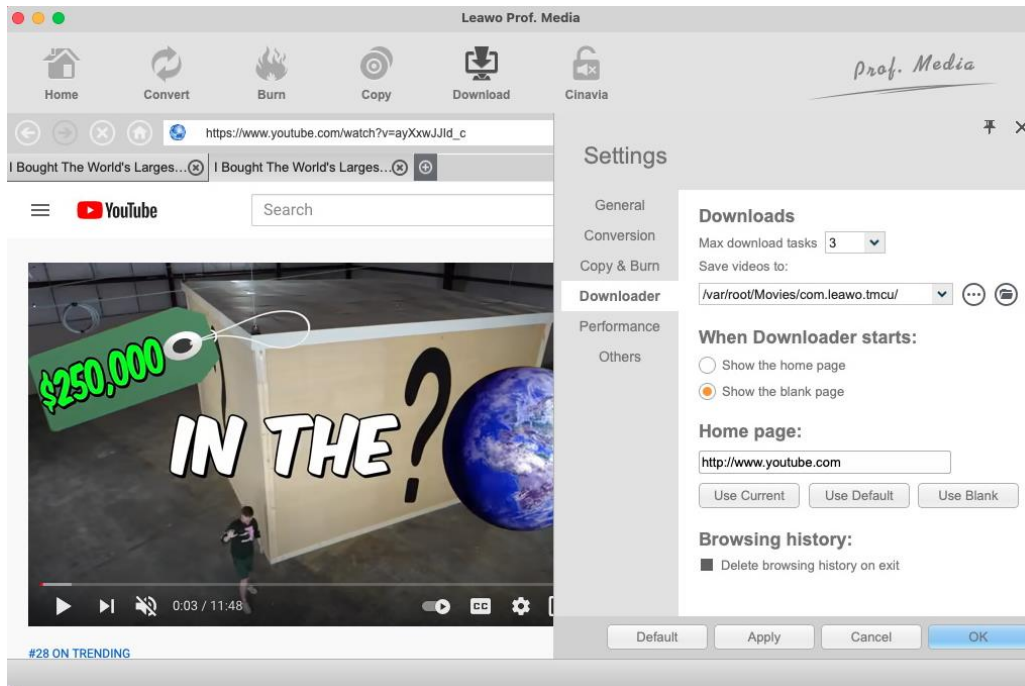 Leawo Prof. Media
Home Convert Burn Copy Download Cinavia
Prof. Media
https://www.youtube.com/watch?v=ayXxwJJId_c
I Bought The World's Larges... I Bought The World's Larges...
YouTube Search
$250,000
IN THE ?
0:03 / 11:48 CC
#28 ON TRENDING
Settings
General
Conversion
Copy & Burn
Downloader
Performance
Others
Downloads
Max download tasks 3
Save videos to:
/var/root/Movies/com.leawo.tmcu/
When Downloader starts:
Show the home page
Show the blank page
Home page:
http://www.youtube.com
Use Current Use Default Use Blank
Browsing history:
Delete browsing history on exit
Default Apply Cancel OK